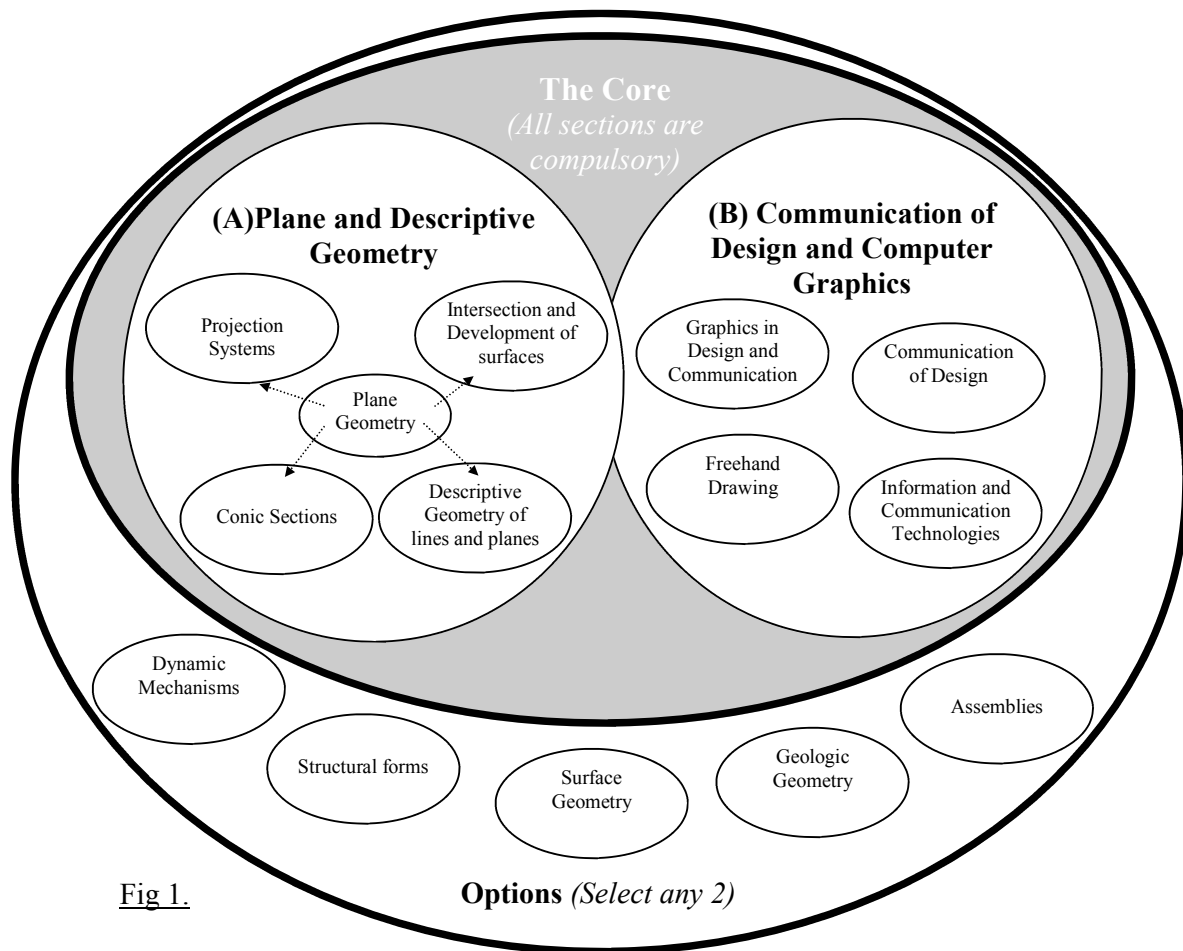 The Core
(All sections are
compulsory)
(A)Plane and Descriptive
Geometry
Projection
Systems
Intersection and
Development of
surfaces
Plane
Geometry
Conic Sections
Descriptive
Geometry of
lines and planes
(B) Communication of
Design and Computer
Graphics
Graphics in
Design and
Communication
Communication
of Design
Freehand
Drawing
Information and
Communication
Technologies
Dynamic
Mechanisms
Structural forms
Surface
Geometry
Geologic
Geometry
Assemblies
Fig 1.
Options (Select any 2)